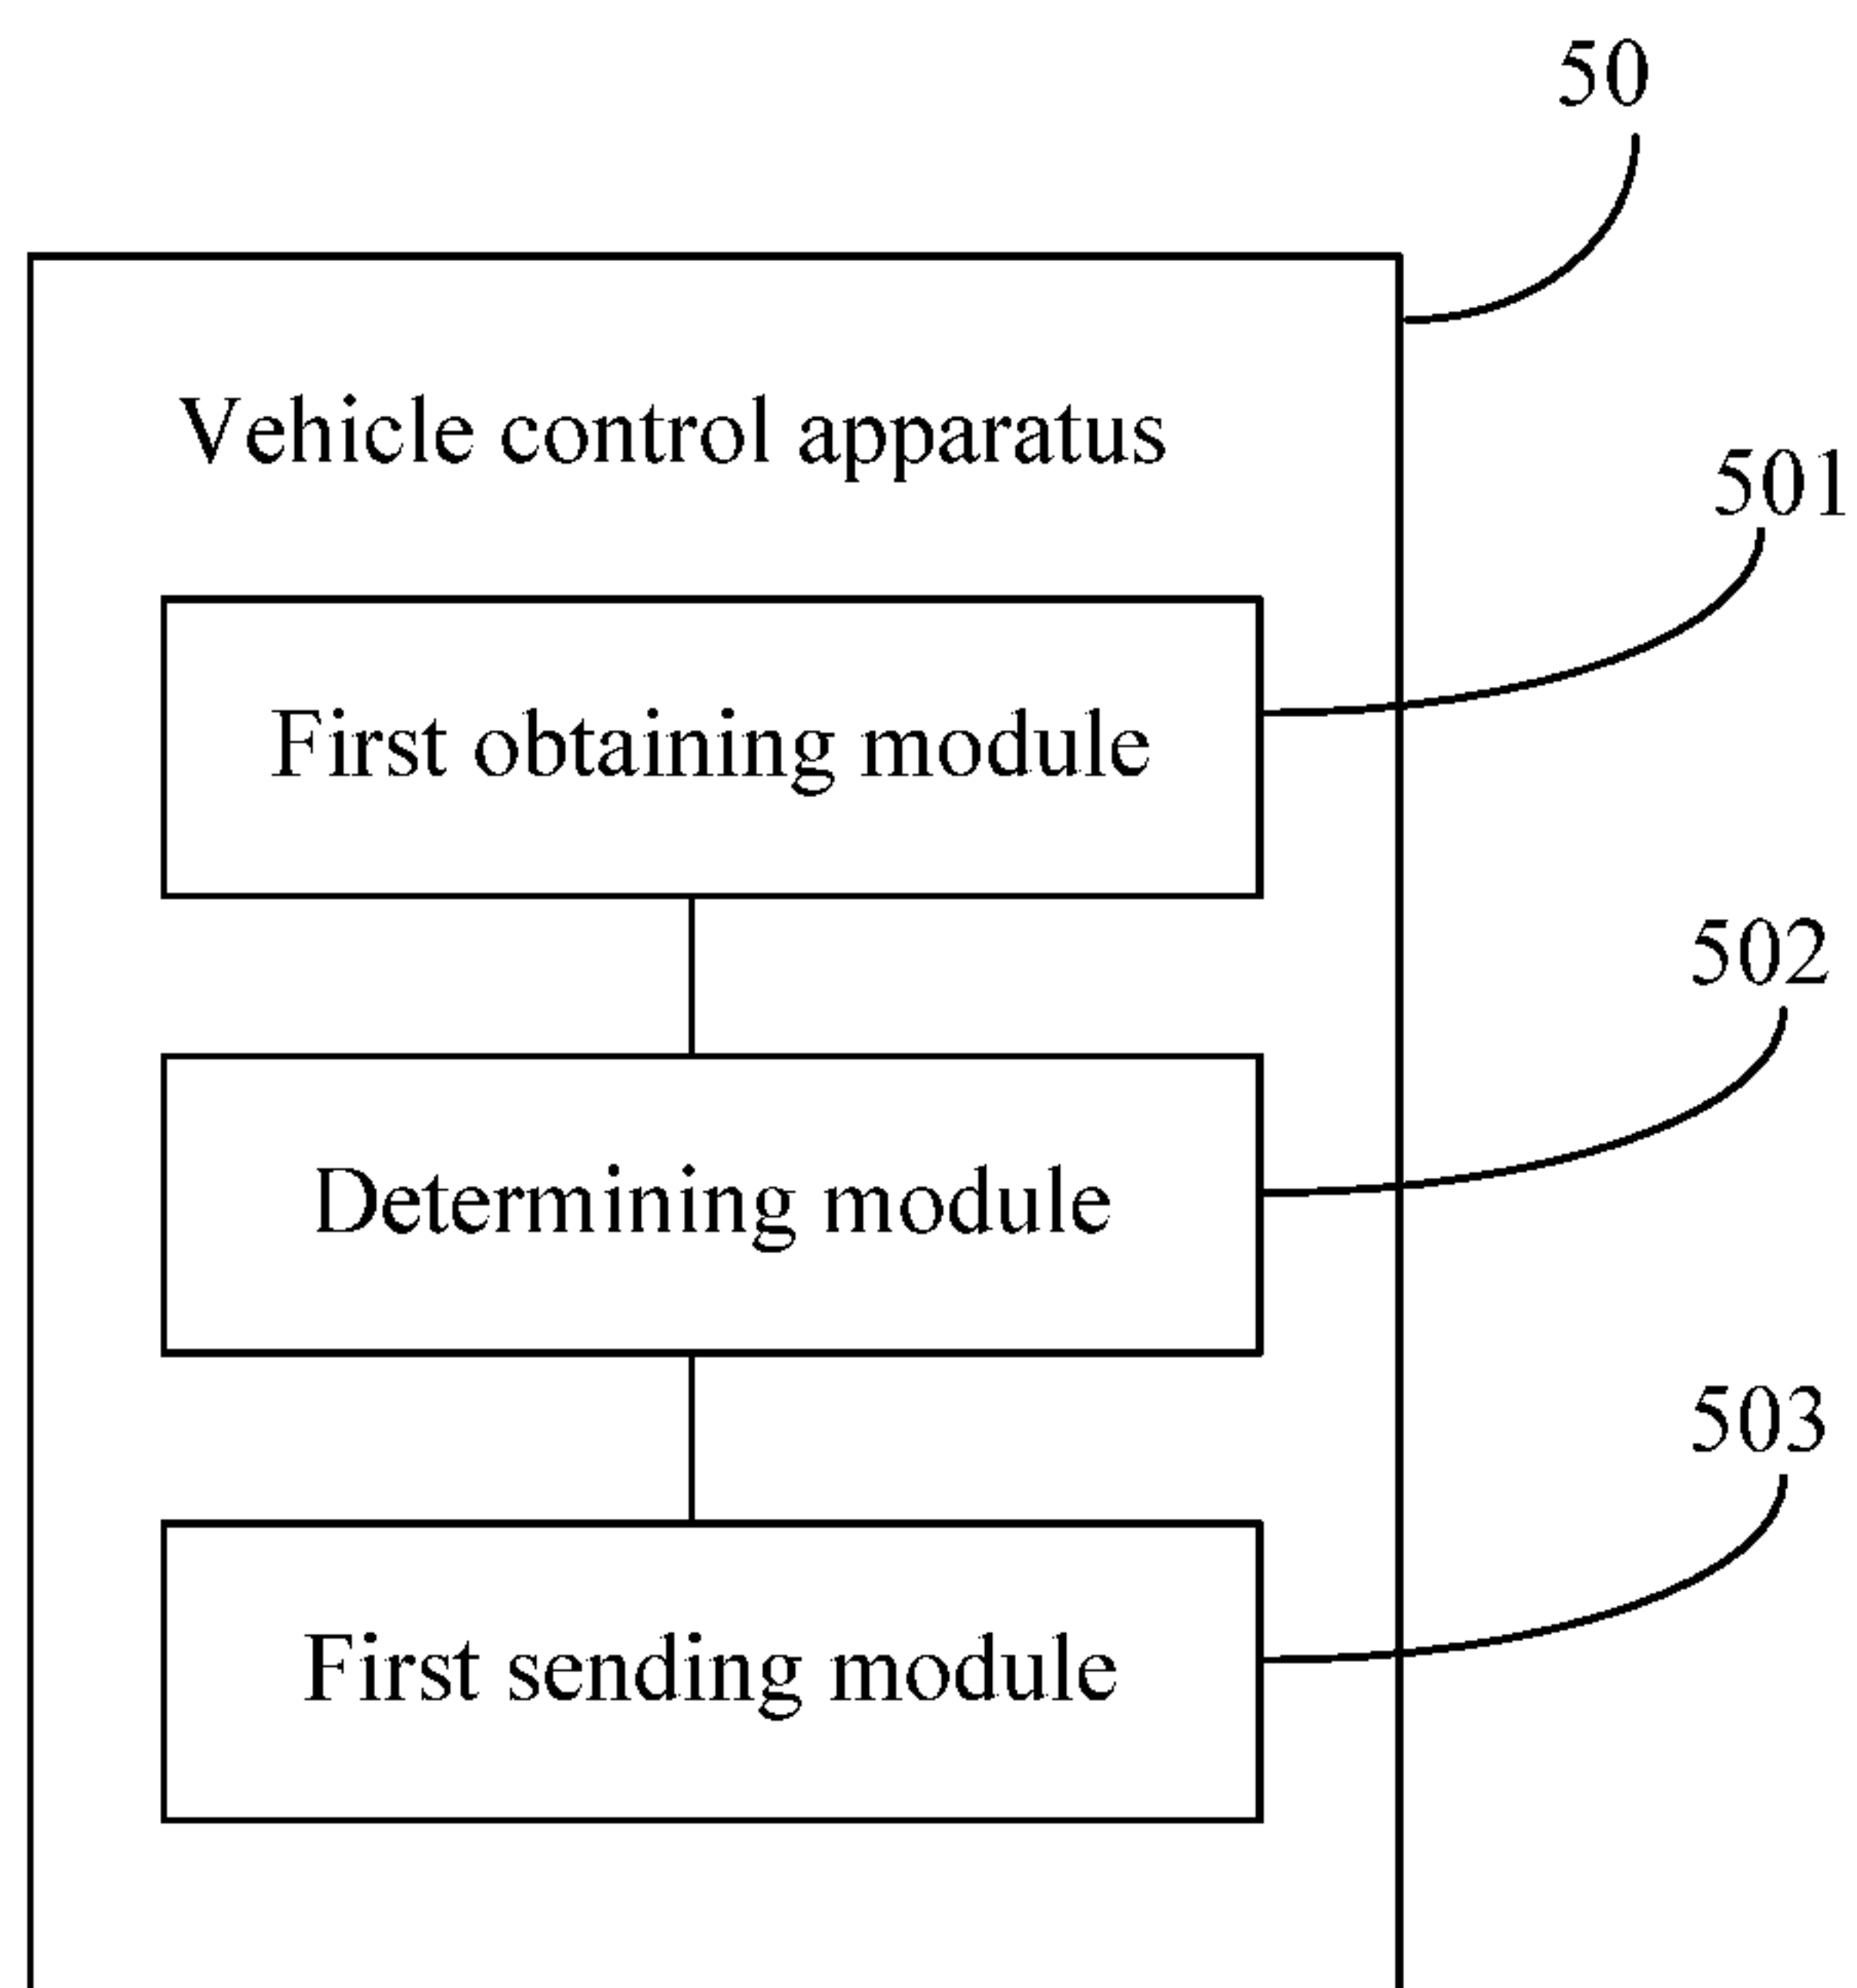 50
Vehicle control apparatus
501
First obtaining module
502
Determining module
503
First sending module